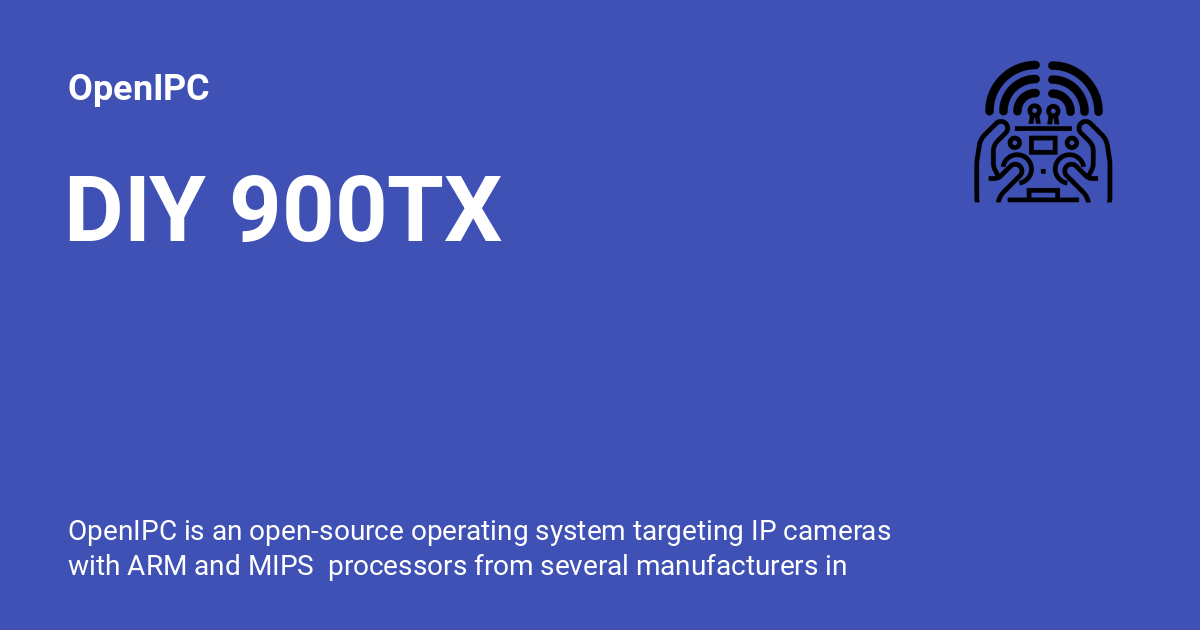 OpenIPC
DIY 900TX
OpenIPC is an open-source operating system targeting IP cameras
with ARM and MIPS  processors from several manufacturers in